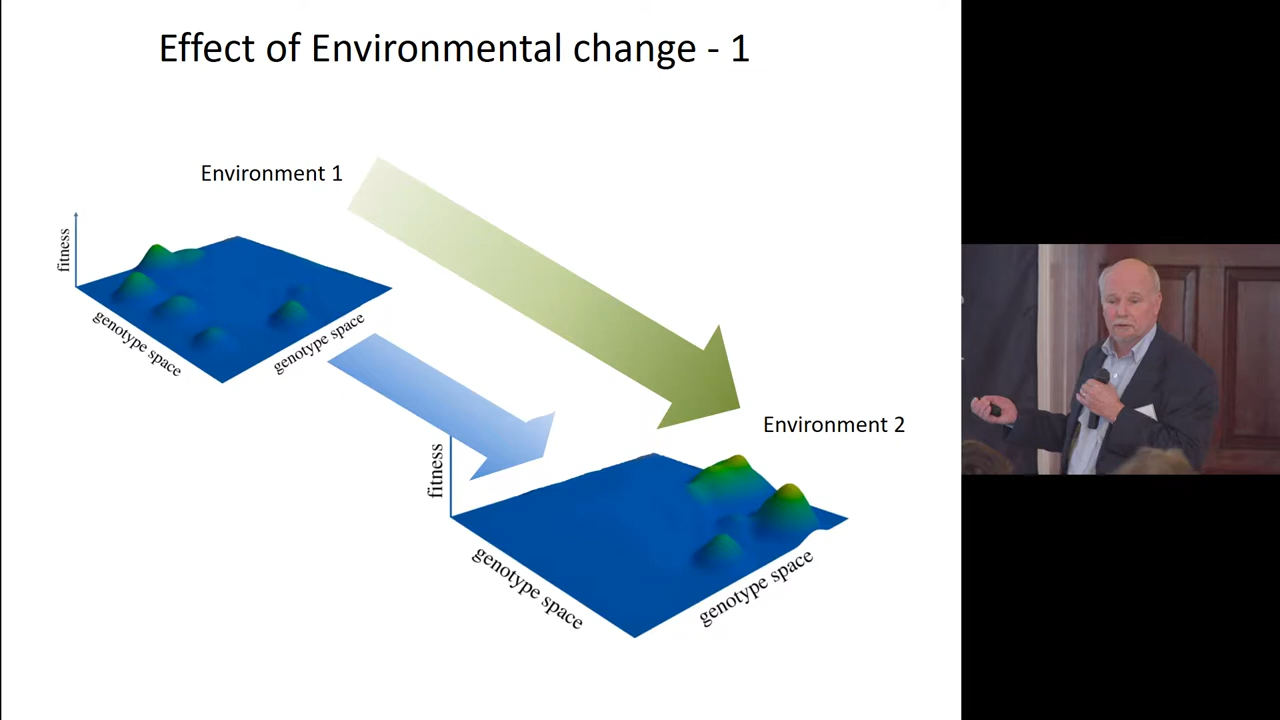 Effect of Environmental change - 1
Environment 1
fitness
genotype space
genotype space
Environment 2
fitness
genotype space
genotype space